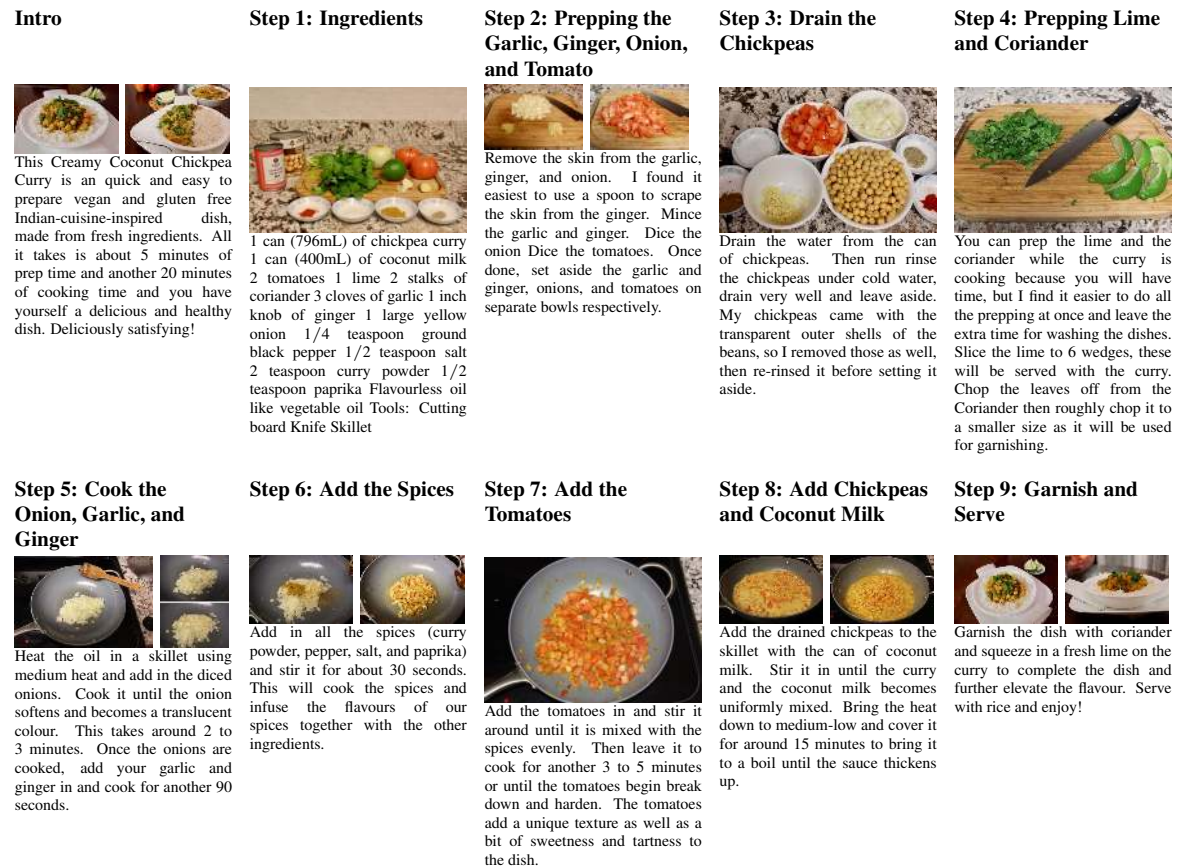 Intro
This Creamy Coconut Chickpea
Curry is an quick and easy to
prepare vegan and gluten free
Indian-cuisine-inspired dish,
made from fresh ingredients. All
it takes is about 5 minutes of
prep time and another 20 minutes
of cooking time and you have
yourself a delicious and healthy
dish. Deliciously satisfying!
Step 1: Ingredients
1 can (796mL) of chickpea curry
1 can (400mL) of coconut milk
2 tomatoes 1 lime 2 stalks of
coriander 3 cloves of garlic 1 inch
knob of ginger 1 large yellow
onion 1/4 teaspoon ground
black pepper 1/2 teaspoon salt
2 teaspoon curry powder 1/2
teaspoon paprika Flavourless oil
like vegetable oil Tools: Cutting
board Knife Skillet
Step 2: Prepping the
Garlic, Ginger, Onion,
and Tomato
Remove the skin from the garlic,
ginger, and onion. I found it
easiest to use a spoon to scrape
the skin from the ginger. Mince
the garlic and ginger. Dice the
onion Dice the tomatoes. Once
done, set aside the garlic and
ginger, onions, and tomatoes on
separate bowls respectively.
Step 3: Drain the
Chickpeas
Drain the water from the can
of chickpeas. Then run rinse
the chickpeas under cold water,
drain very well and leave aside.
My chickpeas came with the
transparent outer shells of the
beans, so I removed those as well,
then re-rinsed it before setting it
aside.
Step 4: Prepping Lime
and Coriander
You can prep the lime and the
coriander while the curry is
cooking because you will have
time, but I find it easier to do all
the prepping at once and leave the
extra time for washing the dishes.
Slice the lime to 6 wedges, these
will be served with the curry.
Chop the leaves off from the
Coriander then roughly chop it to
a smaller size as it will be used
for garnishing.
Step 5: Cook the
Onion, Garlic, and
Ginger
Heat the oil in a skillet using
medium heat and add in the diced
onions. Cook it until the onion
softens and becomes a translucent
colour. This takes around 2 to
3 minutes. Once the onions are
cooked, add your garlic and
ginger in and cook for another 90
seconds.
Step 6: Add the Spices
Add in all the spices (curry
powder, pepper, salt, and paprika)
and stir it for about 30 seconds.
This will cook the spices and
infuse the flavours of our
spices together with the other
ingredients.
Step 7: Add the
Tomatoes
Add the tomatoes in and stir it
around until it is mixed with the
spices evenly. Then leave it to
cook for another 3 to 5 minutes
or until the tomatoes begin break
down and harden. The tomatoes
add a unique texture as well as a
bit of sweetness and tartness to
the dish.
Step 8: Add Chickpeas
and Coconut Milk
Add the drained chickpeas to the
skillet with the can of coconut
milk. Stir it in until the curry
and the coconut milk becomes
uniformly mixed. Bring the heat
down to medium-low and cover it
for around 15 minutes to bring it
to a boil until the sauce thickens
up.
Step 9: Garnish and
Serve
Garnish the dish with coriander
and squeeze in a fresh lime on the
curry to complete the dish and
further elevate the flavour. Serve
with rice and enjoy!